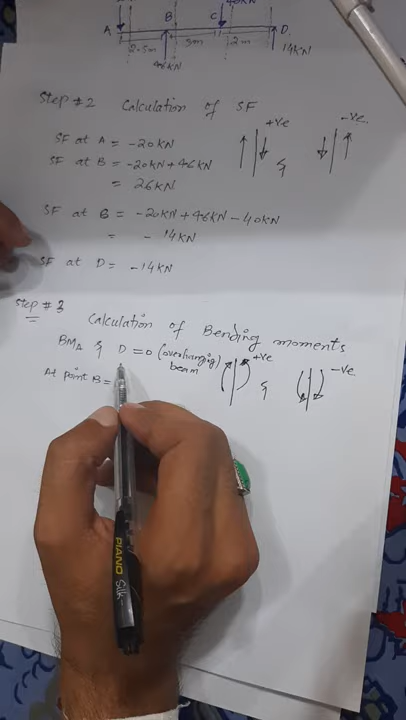 B C
A D
2.5m 5m 2m
46KN 14KN
Step #2 Calculation of SF
+ve -ve
SF at A = -20KN
SF at B = -20KN+46KN
= 26KN
SF at B = -20KN+46KN-40KN
= -14KN
SF at D = -14KN
Step #3
Calculation of Bending moments
BMA & D = 0 (overhanging beam) +ve & -ve
At point B =
PIANO Silk